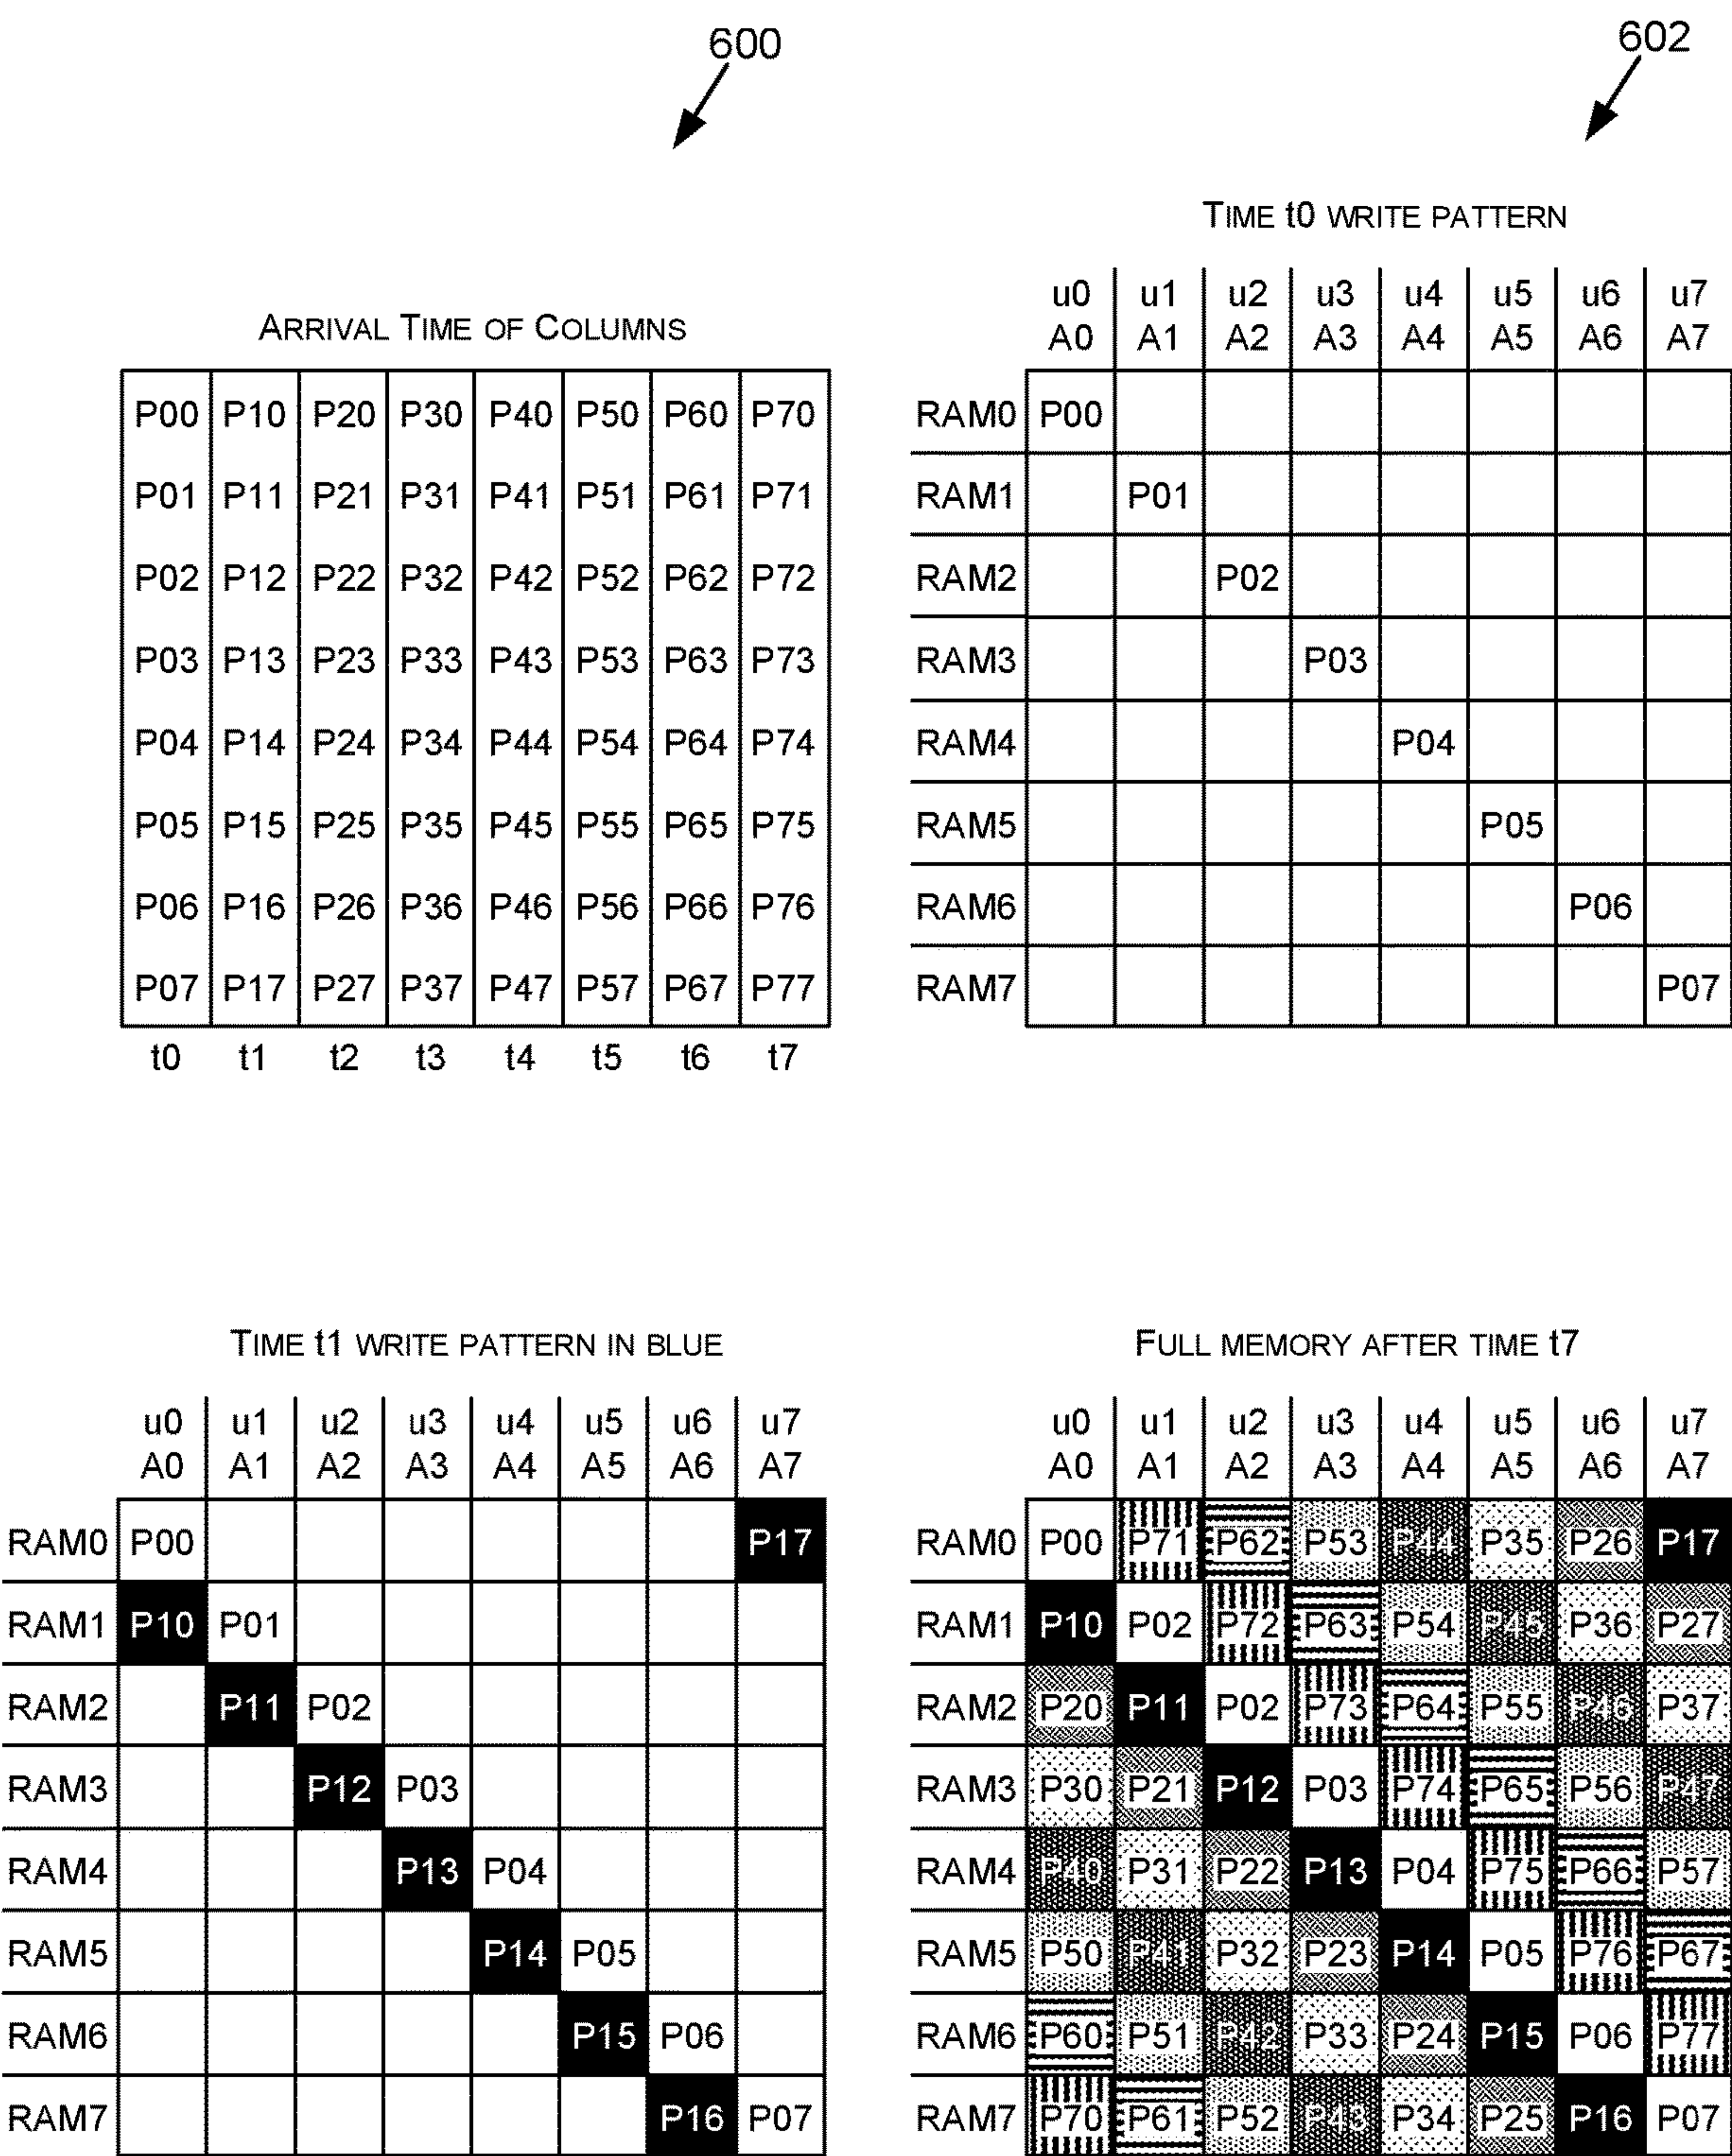 600
602
ARRIVAL TIME OF COLUMNS
P00 P10 P20 P30 P40 P50 P60 P70
P01 P11 P21 P31 P41 P51 P61 P71
P02 P12 P22 P32 P42 P52 P62 P72
P03 P13 P23 P33 P43 P53 P63 P73
P04 P14 P24 P34 P44 P54 P64 P74
P05 P15 P25 P35 P45 P55 P65 P75
P06 P16 P26 P36 P46 P56 P66 P76
P07 P17 P27 P37 P47 P57 P67 P77
t0 t1 t2 t3 t4 t5 t6 t7
TIME t0 WRITE PATTERN
u0 u1 u2 u3 u4 u5 u6 u7
A0 A1 A2 A3 A4 A5 A6 A7
RAM0 P00
RAM1 P01
RAM2 P02
RAM3 P03
RAM4 P04
RAM5 P05
RAM6 P06
RAM7 P07
TIME t1 WRITE PATTERN IN BLUE
u0 u1 u2 u3 u4 u5 u6 u7
A0 A1 A2 A3 A4 A5 A6 A7
RAM0 P00 P17
RAM1 P10 P01
RAM2 P11 P02
RAM3 P12 P03
RAM4 P13 P04
RAM5 P14 P05
RAM6 P15 P06
RAM7 P16 P07
FULL MEMORY AFTER TIME t7
u0 u1 u2 u3 u4 u5 u6 u7
A0 A1 A2 A3 A4 A5 A6 A7
RAM0 P00 P71 P62 P53 P44 P35 P26 P17
RAM1 P10 P02 P72 P63 P54 P45 P36 P27
RAM2 P20 P11 P02 P73 P64 P55 P46 P37
RAM3 P30 P21 P12 P03 P74 P65 P56 P47
RAM4 P40 P31 P22 P13 P04 P75 P66 P57
RAM5 P50 P41 P32 P23 P14 P05 P76 P67
RAM6 P60 P51 P42 P33 P24 P15 P06 P77
RAM7 P70 P61 P52 P43 P34 P25 P16 P07